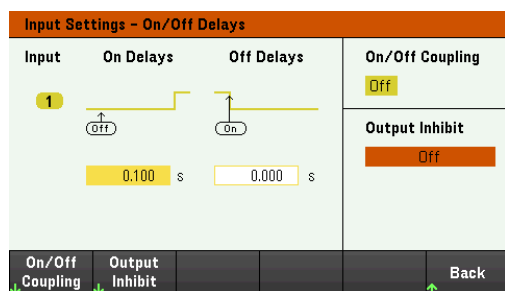 Input Settings - On/Off Delays
Input On Delays Off Delays
1
Off On
0.100 s 0.000 s
On/Off Coupling
Off
Output Inhibit
Off
On/Off Coupling
Output Inhibit
Back